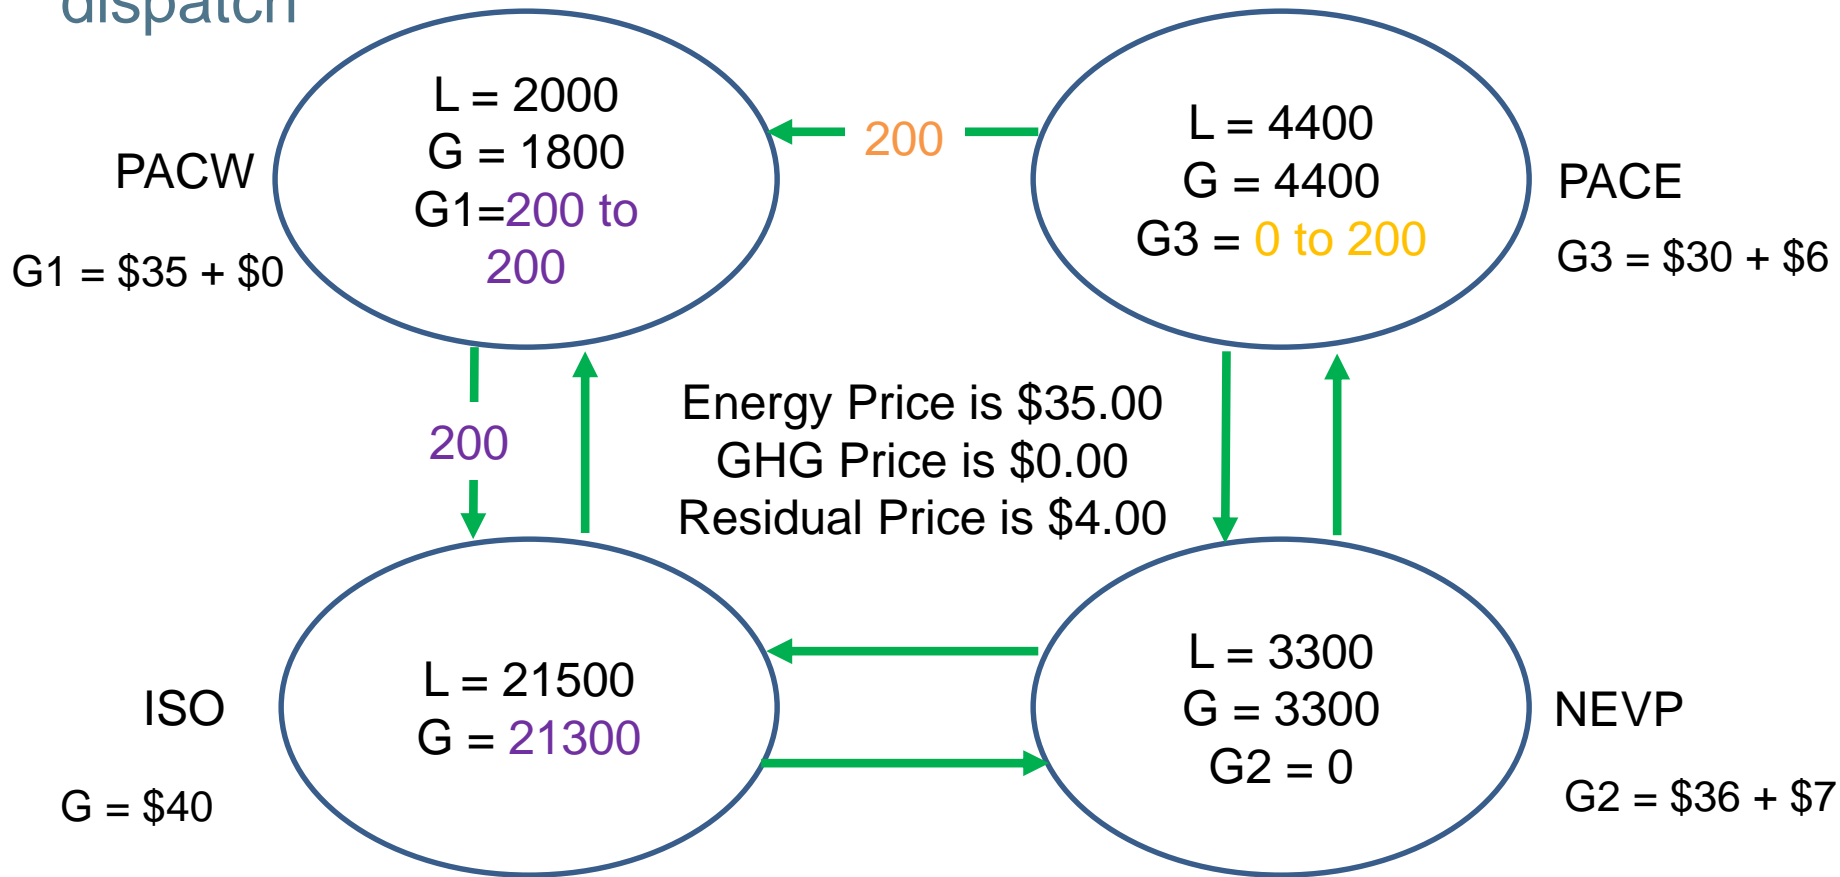 dispatch
L = 2000
G = 1800
G1=200 to
200
PACW
G1 = $35 + $0
200
L = 4400
G = 4400
G3 = 0 to 200
PACE
G3 = $30 + $6
200
Energy Price is $35.00
GHG Price is $0.00
Residual Price is $4.00
ISO
L = 21500
G = 21300
G = $40
L = 3300
G = 3300
G2 = 0
NEVP
G2 = $36 + $7